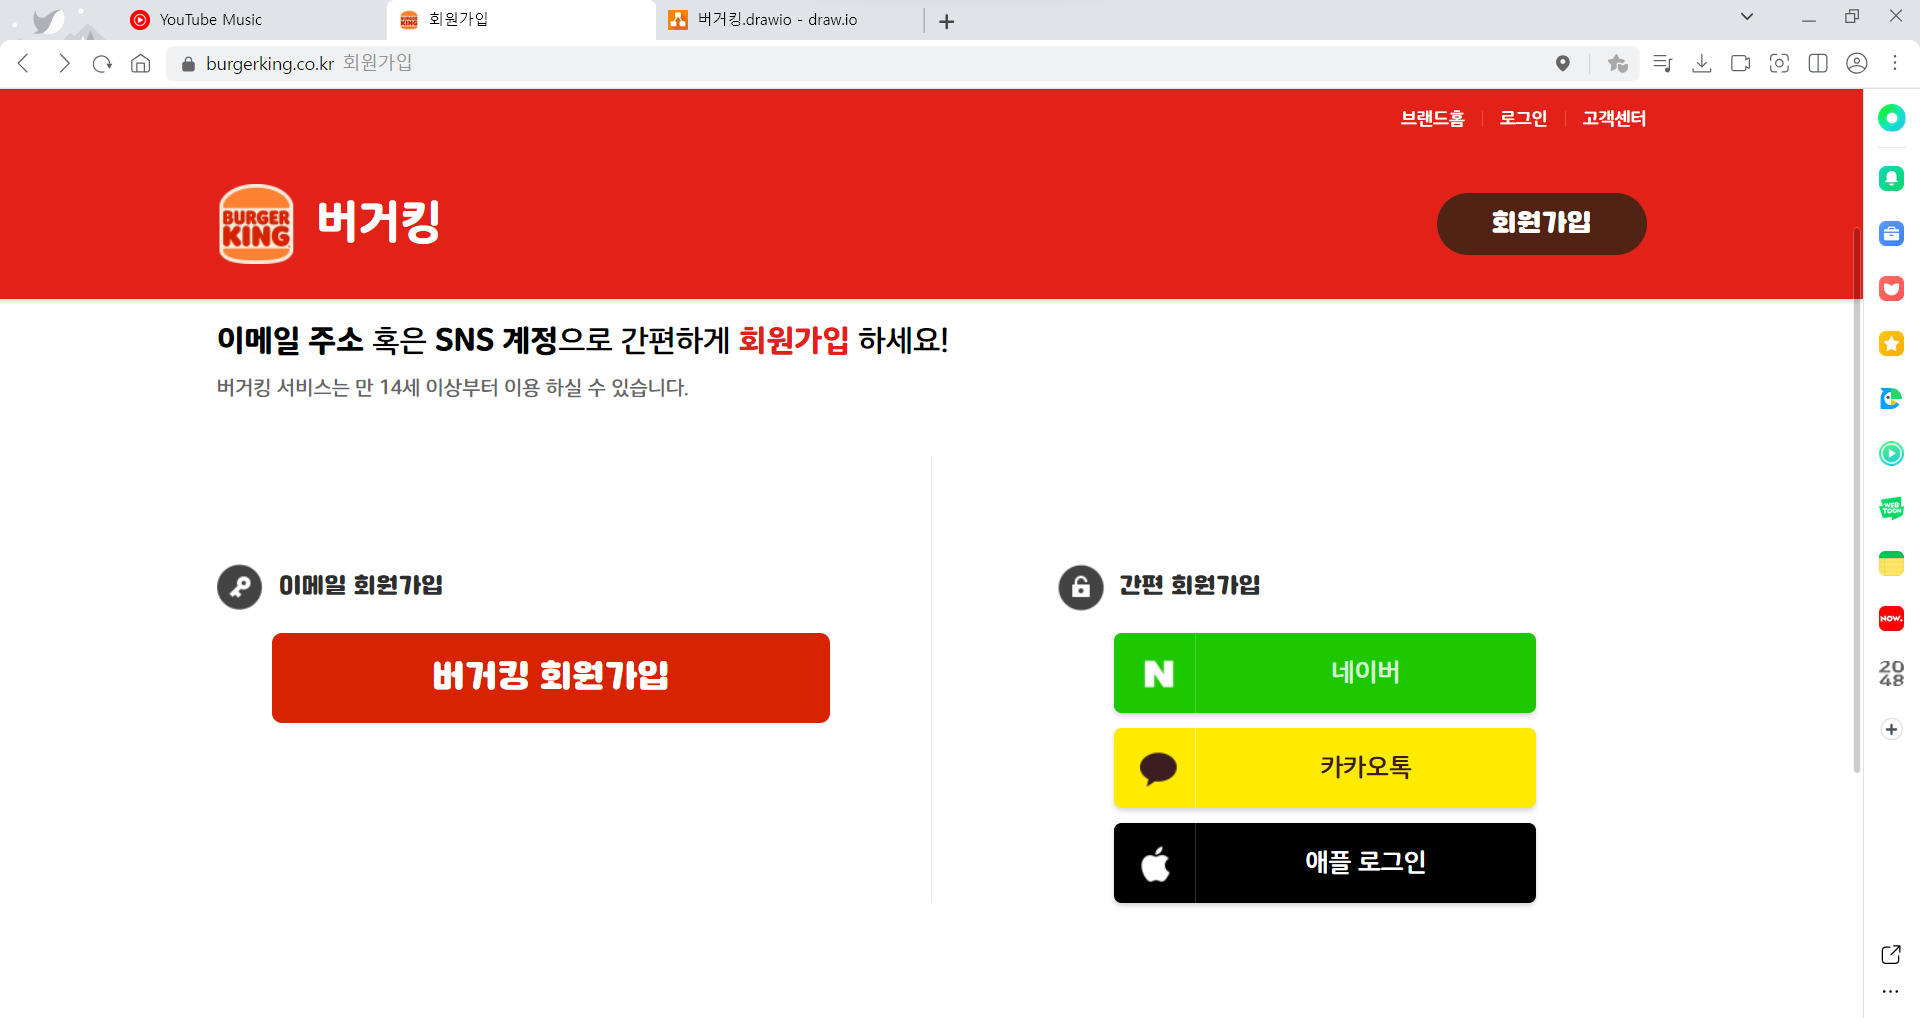 YouTube Music
회원가입
버거킹.drawio - draw.io
burgerking.co.kr 회원가입
브랜드홈 로그인 고객센터
BURGER
KING
버거킹
회원가입
이메일 주소 혹은 SNS 계정으로 간편하게 회원가입 하세요!
버거킹 서비스는 만 14세 이상부터 이용 하실 수 있습니다.
이메일 회원가입
버거킹 회원가입
간편 회원가입
N 네이버
카카오톡
애플 로그인
WEB
TOON
NOW.
20
48